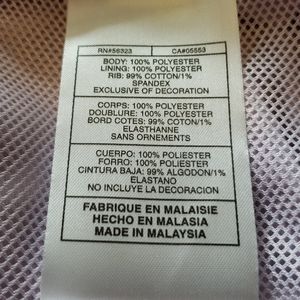 RN#56323 CA#05553
BODY: 100% POLYESTER
LINING: 100% POLYESTER
RIB: 99% COTTON/1%
SPANDEX
EXCLUSIVE OF DECORATION
CORPS: 100% POLYESTER
DOUBLURE: 100% POLYESTER
BORD COTES: 99% COTON/1%
ELASTHANNE
SANS ORNEMENTS
CUERPO: 100% POLIESTER
FORRO: 100% POLIESTER
CINTURA BAJA: 99% ALGODON/1%
ELASTANO
NO INCLUYE LA DECORACION
FABRIQUE EN MALAISIE
HECHO EN MALASIA
MADE IN MALAYSIA